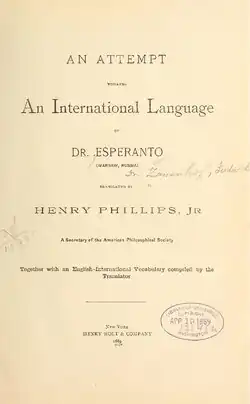 AN ATTEMPT
TOWARDS
An International Language
BY
DR. ESPERANTO
(WARSAW, RUSSIA)
TRANSLATED BY
HENRY PHILLIPS, JR
A Secretary of the American Philosophical Society
Together with an English-International Vocabulary compiled by the
Translator
New York
HENRY HOLT & COMPANY
1889